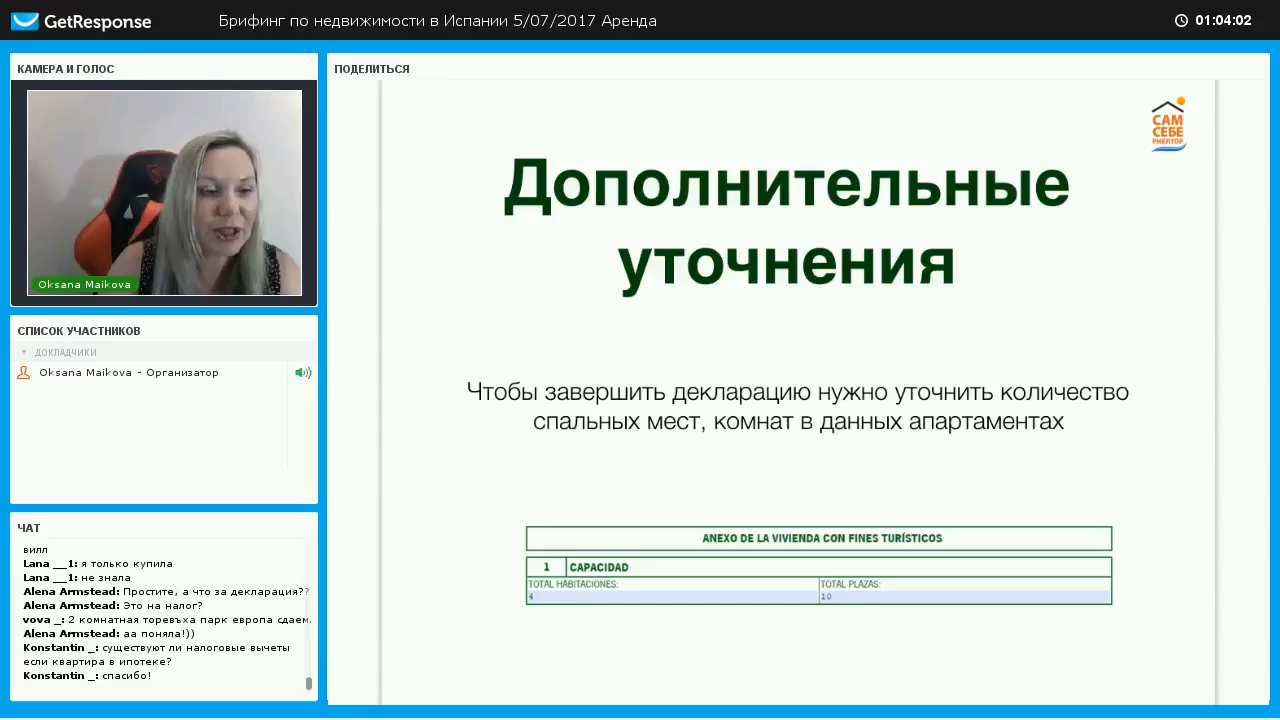 GetResponse
Брифинг по недвижимости в Испании 5/07/2017 Аренда
01:04:02
КАМЕРА И ГОЛОС
Oksana Maikova
СПИСОК УЧАСТНИКОВ
ДОКЛАДЧИКИ
Oksana Maikova - Организатор
ЧАТ
вилл
Lana __1: я только купила
Lana __1: не знала
Alena Armstead: Простите, а что за декларация??
Alena Armstead: Это на налог?
vova _: 2 комнатная торевъха парк европа сдаем.
Alena Armstead: аа поняла!))
Konstantin _: существуют ли налоговые вычеты
если квартира в ипотеке?
Konstantin _: спасибо!
ПОДЕЛИТЬСЯ
САМ
СЕБЕ
РИЕЛТОР
Дополнительные
уточнения
Чтобы завершить декларацию нужно уточнить количество
спальных мест, комнат в данных апартаментах
ANEXO DE LA VIVIENDA CON FINES TURÍSTICOS
1 CAPACIDAD
TOTAL HABITACIONES: TOTAL PLAZAS:
4 10